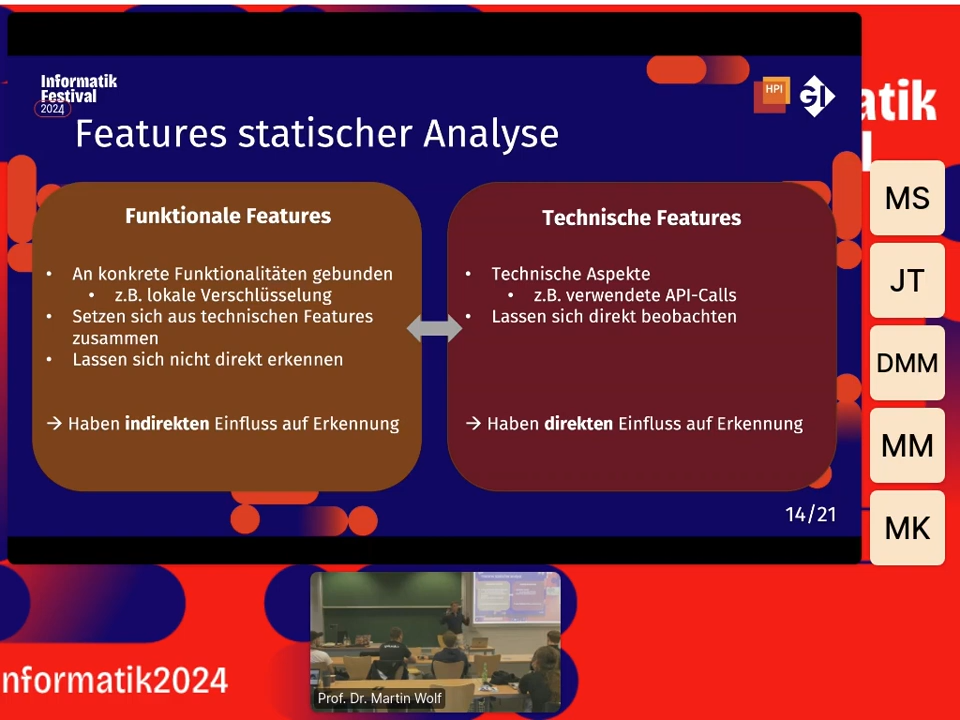 Informatik
Festival
2024
HPI
GI
Features statischer Analyse
Funktionale Features
• An konkrete Funktionalitäten gebunden
• z.B. lokale Verschlüsselung
• Setzen sich aus technischen Features
zusammen
• Lassen sich nicht direkt erkennen
→ Haben indirekten Einfluss auf Erkennung
Technische Features
• Technische Aspekte
• z.B. verwendete API-Calls
• Lassen sich direkt beobachten
→ Haben direkten Einfluss auf Erkennung
14/21
atik
l
MS
JT
DMM
MM
MK
nformatik2024
Prof. Dr. Martin Wolf